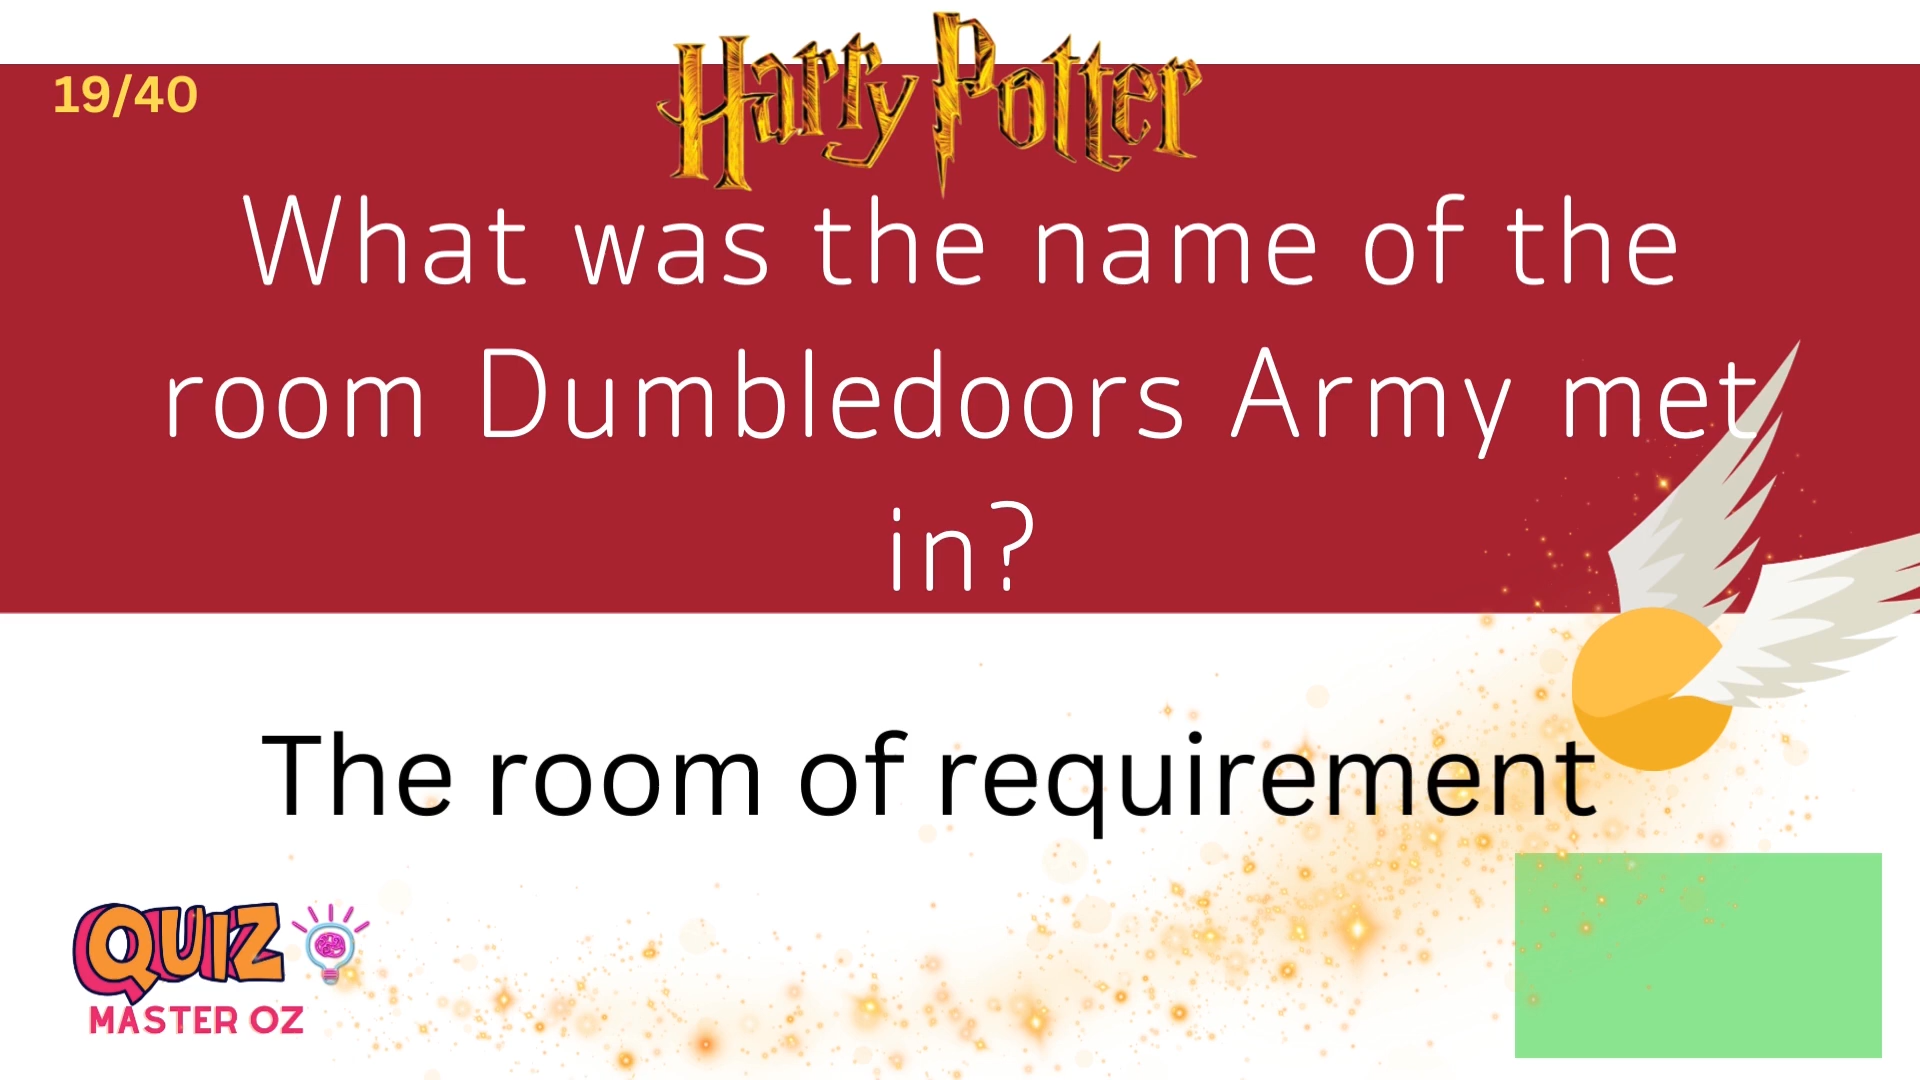 Harry Potter
19/40
What was the name of the
room Dumbledoors Army met
in?
The room of requirement
QUIZ
MASTER OZ